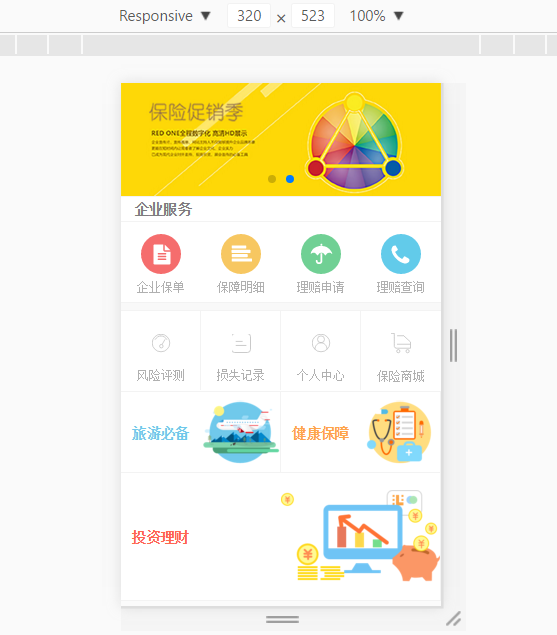 Responsive ▼ 320 × 523 100% ▼
保险促销季
RED ONE全程数字化 高清HD展示
企业服务
企业保单 保障明细 理赔申请 理赔查询
风险评测 损失记录 个人中心 保险商城
旅游必备 健康保障
投资理财